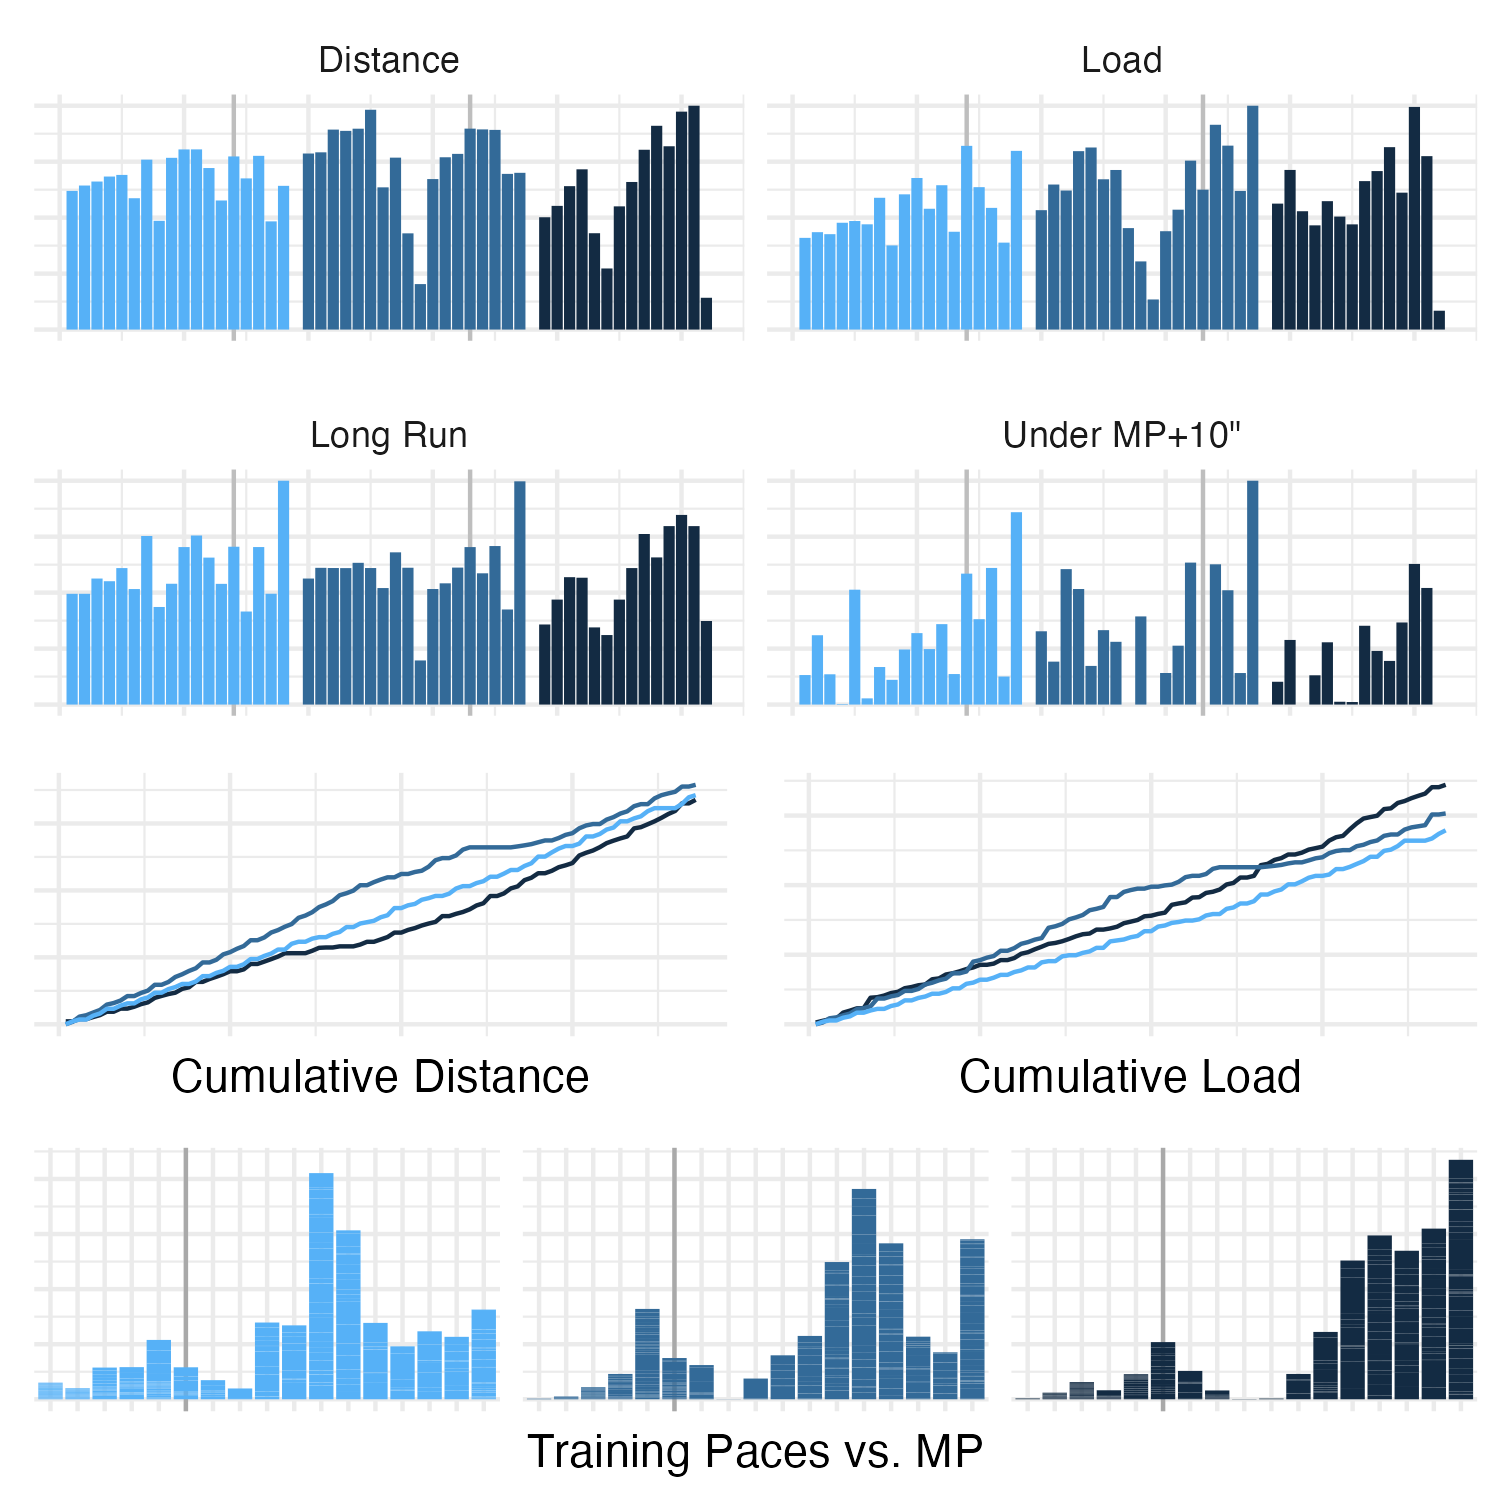 Distance
Load
Long Run
Under MP+10"
Cumulative Distance
Cumulative Load
Training Paces vs. MP